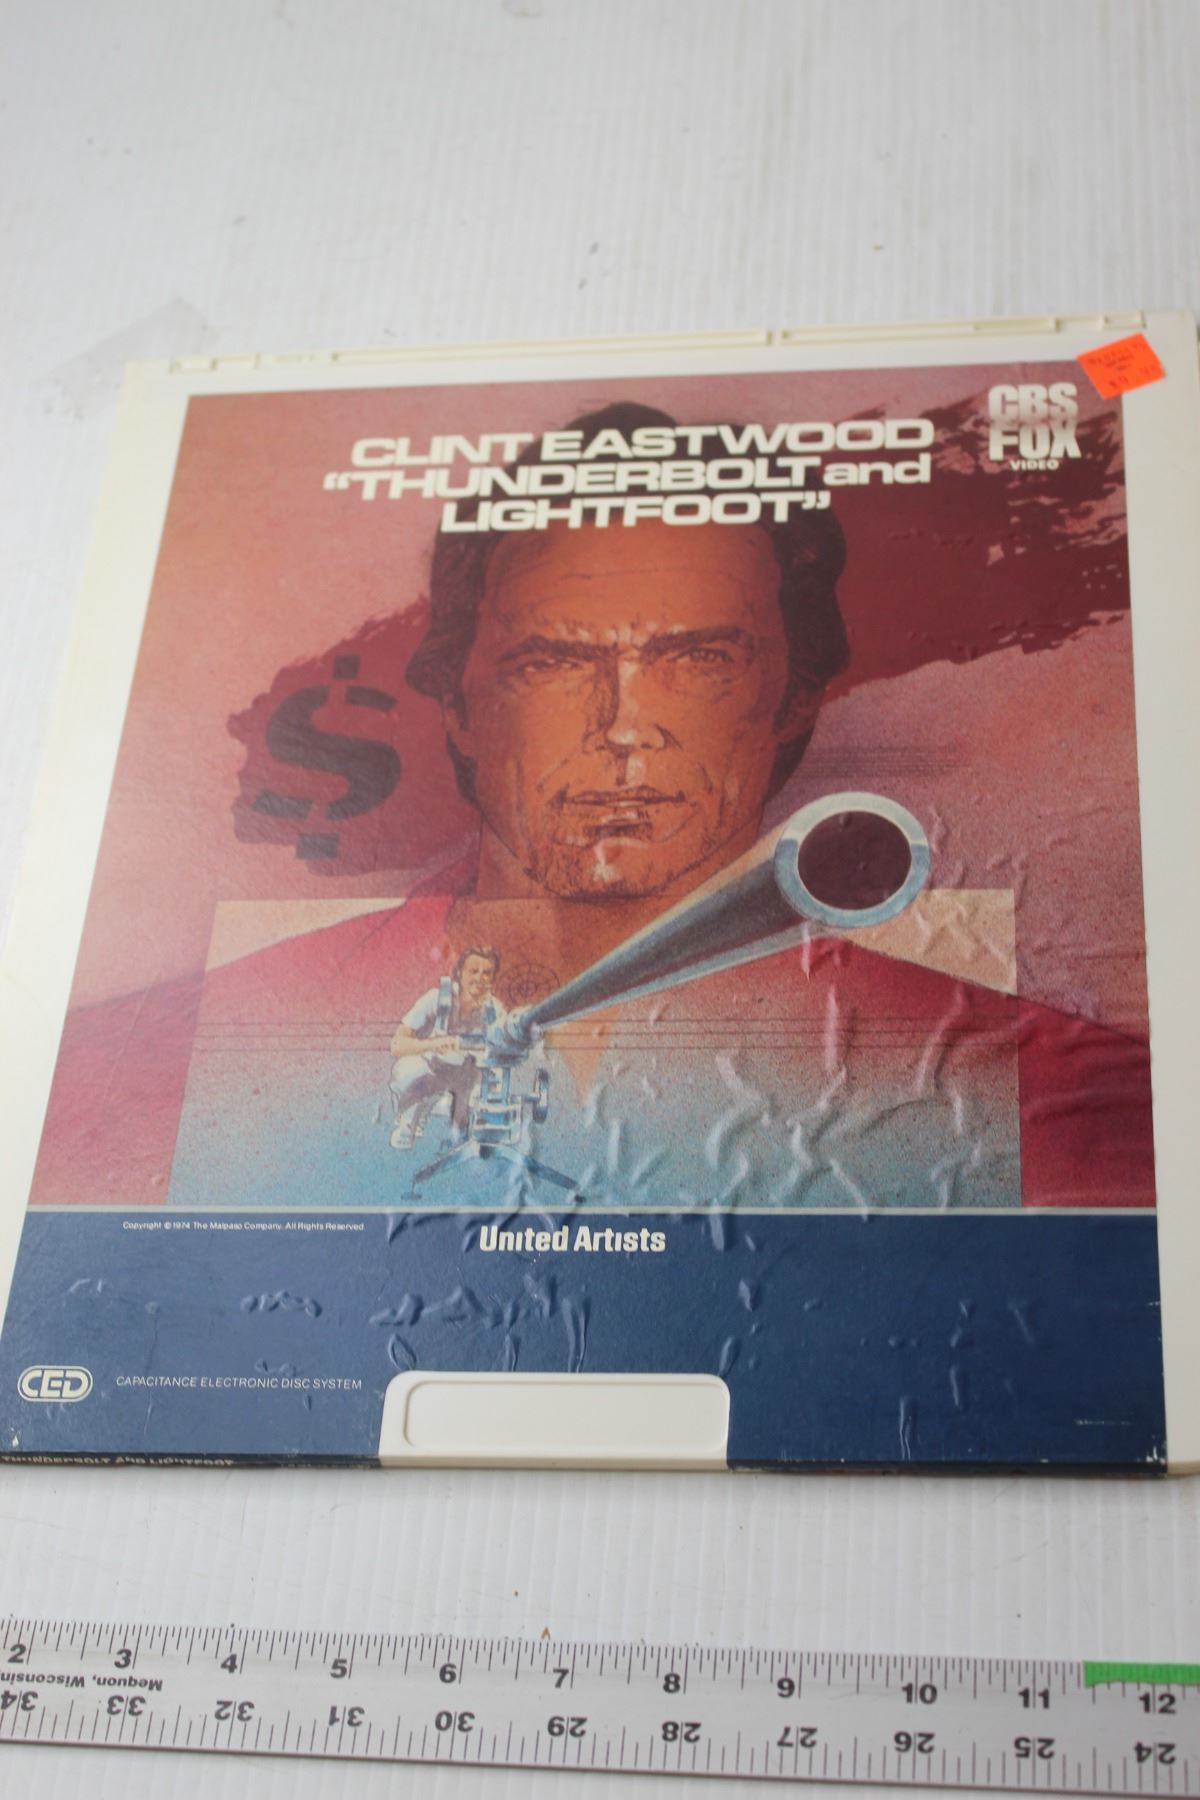 CLINT EASTWOOD
"THUNDERBOLT and
LIGHTFOOT"
CBS
FOX
VIDEO
$
Copyright © 1974 The Malpaso Company. All Rights Reserved.
United Artists
CED
CAPACITANCE ELECTRONIC DISC SYSTEM
THUNDERBOLT AND LIGHTFOOT
2 3 4 5 6 7 8 9 10 11 12
Mequon, Wisconsin
34 33 32 31 30 29 28 27 26 25 24